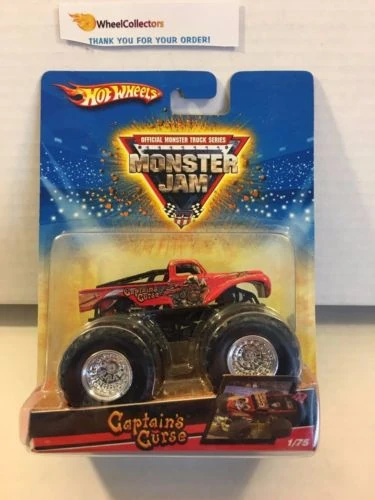 WheelCollectors
THANK YOU FOR YOUR ORDER!
HOT WHEELS
OFFICIAL MONSTER TRUCK SERIES
MONSTER
JAM
Captain's
Curse
Captain's
Curse
1/75